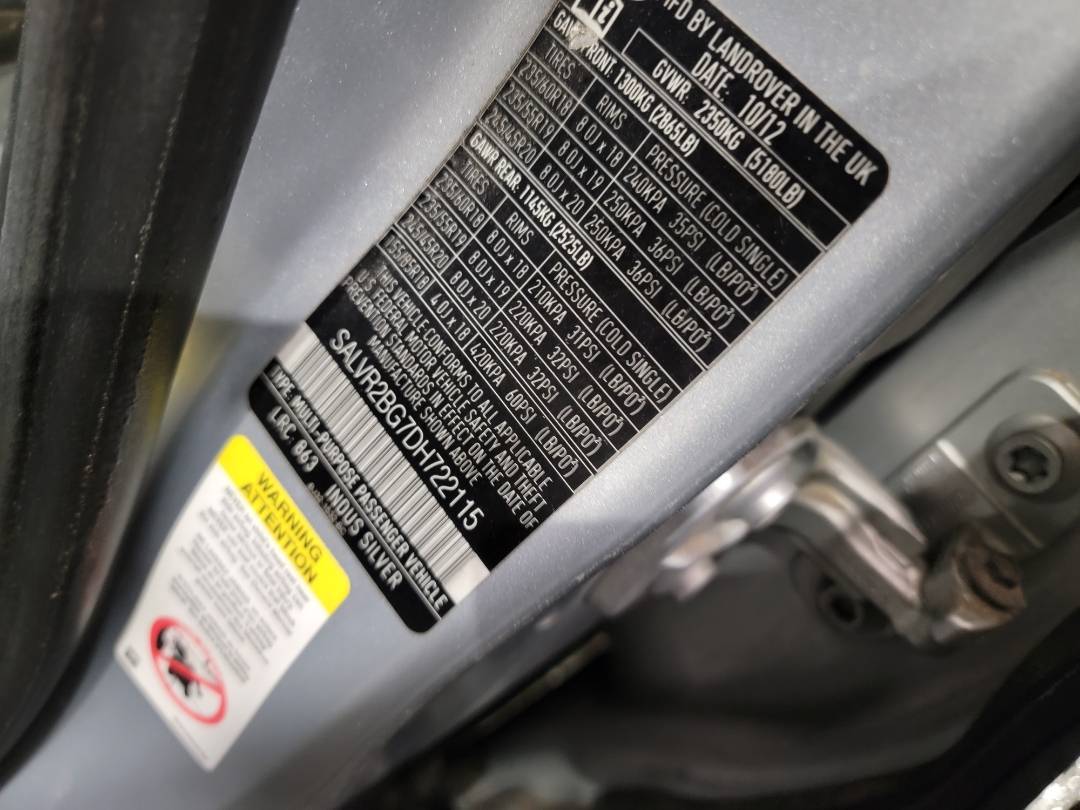 MFD BY LANDROVER IN THE UK
DATE. 10/12
GVWR. 2350KG (5180LB)
GAWR FRONT. 1300KG (2865LB)
TIRES RIMS PRESSURE (COLD SINGLE)
235/60R18 8.0J x 18 240KPA 35PSI (LB/PO²)
235/55R19 8.0J x 19 250KPA 36PSI (LB/PO²)
245/45R20 8.0J x 20 250KPA 36PSI (LB/PO²)
GAWR REAR. 1145KG (2525LB)
TIRES RIMS PRESSURE (COLD SINGLE)
235/60R18 8.0J x 18 210KPA 31PSI (LB/PO²)
235/55R19 8.0J x 19 220KPA 32PSI (LB/PO²)
245/45R20 8.0J x 20 220KPA 32PSI (LB/PO²)
155/85R18 4.0J x 18 420KPA 60PSI (LB/PO²)
THIS VEHICLE CONFORMS TO ALL APPLICABLE
U.S FEDERAL MOTOR VEHICLE SAFETY AND THEFT
PREVENTION STANDARDS IN EFFECT ON THE DATE OF
MANUFACTURE SHOWN ABOVE
SALVR2BG7DH722115
TYPE. MULTI-PURPOSE PASSENGER VEHICLE
LRC. 863 INDUS SILVER
WARNING
ATTENTION